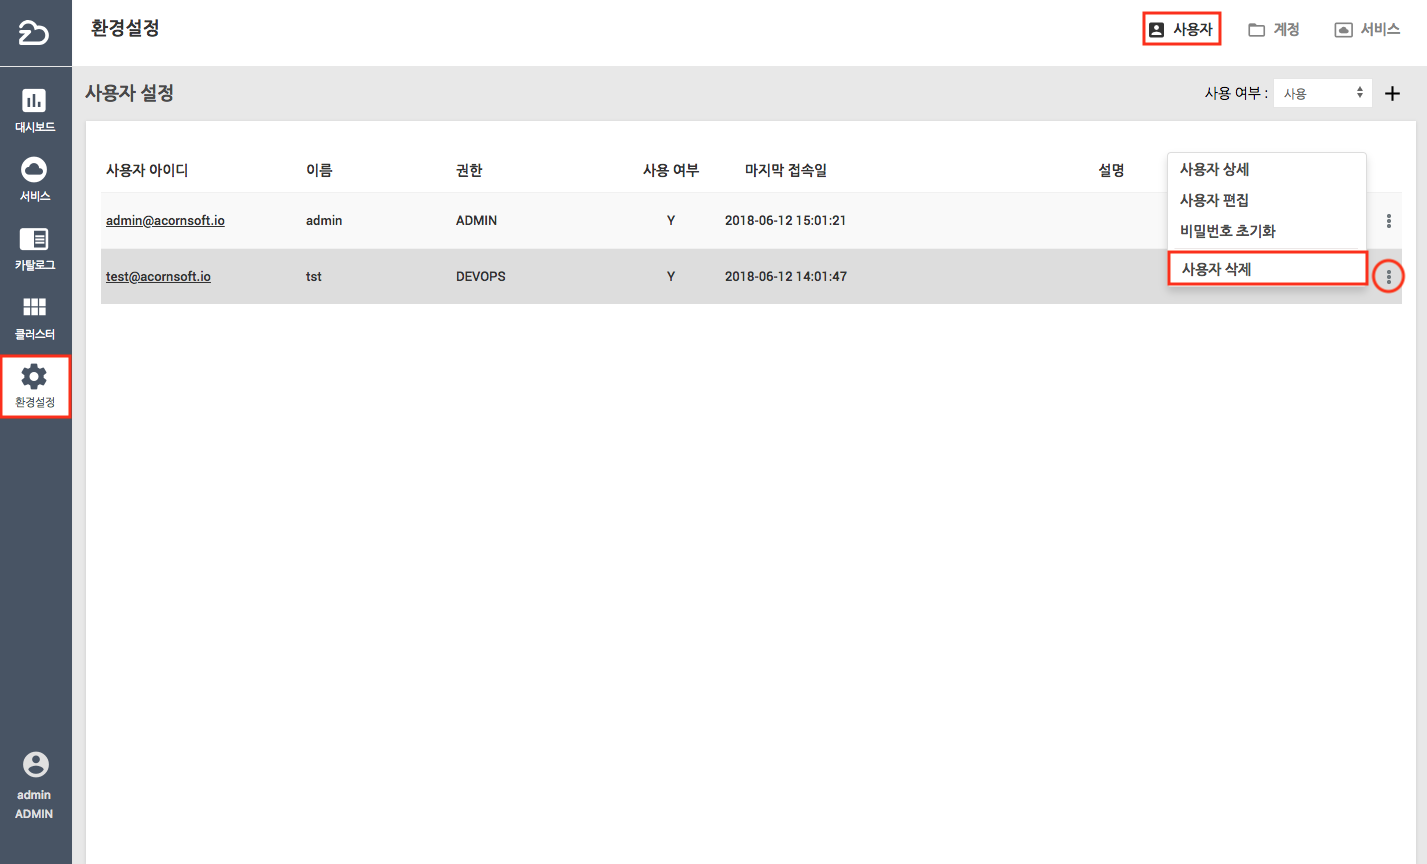 환경설정
사용자
계정
서비스
대시보드
서비스
카탈로그
클러스터
환경설정
admin
ADMIN
사용자 설정
사용 여부 : 사용
사용자 아이디 이름 권한 사용 여부 마지막 접속일 설명
admin@acornsoft.io admin ADMIN Y 2018-06-12 15:01:21
test@acornsoft.io tst DEVOPS Y 2018-06-12 14:01:47
사용자 상세
사용자 편집
비밀번호 초기화
사용자 삭제